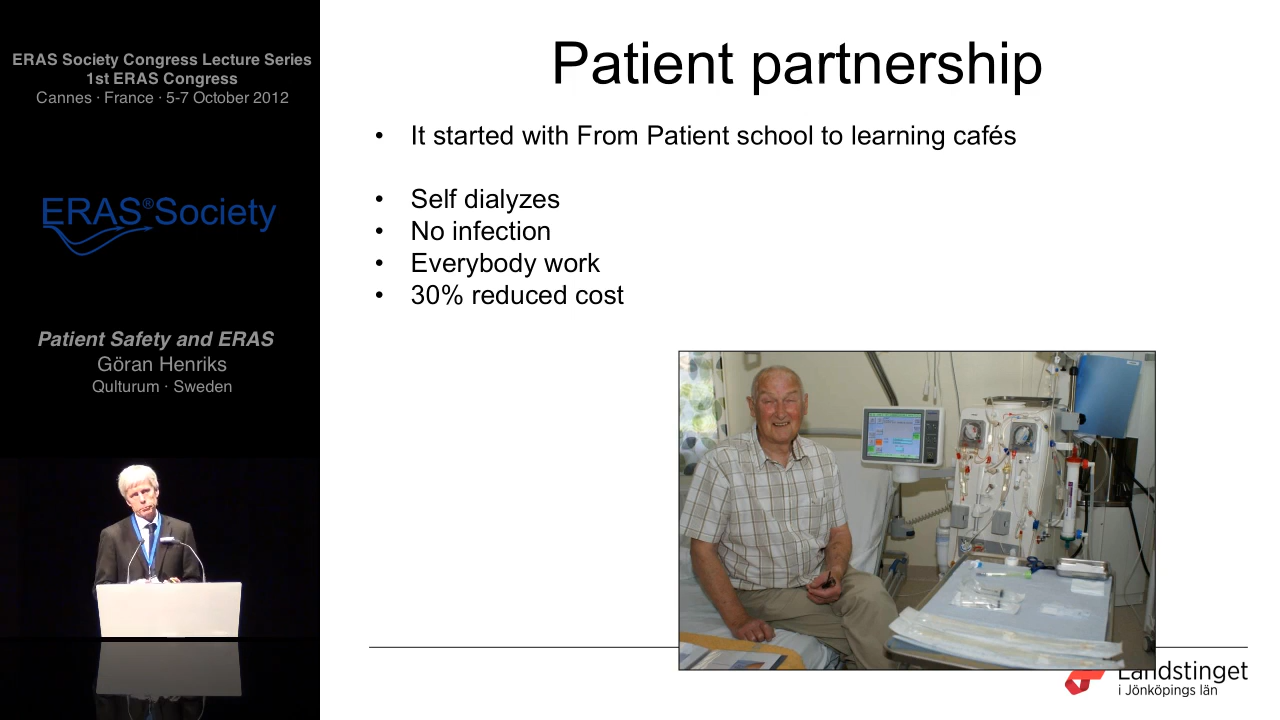 ERAS Society Congress Lecture Series
1st ERAS Congress
Cannes · France · 5-7 October 2012
ERAS®Society
Patient Safety and ERAS
Göran Henriks
Qulturum · Sweden
Patient partnership
• It started with From Patient school to learning cafés
• Self dialyzes
• No infection
• Everybody work
• 30% reduced cost
Landstinget
i Jönköpings län